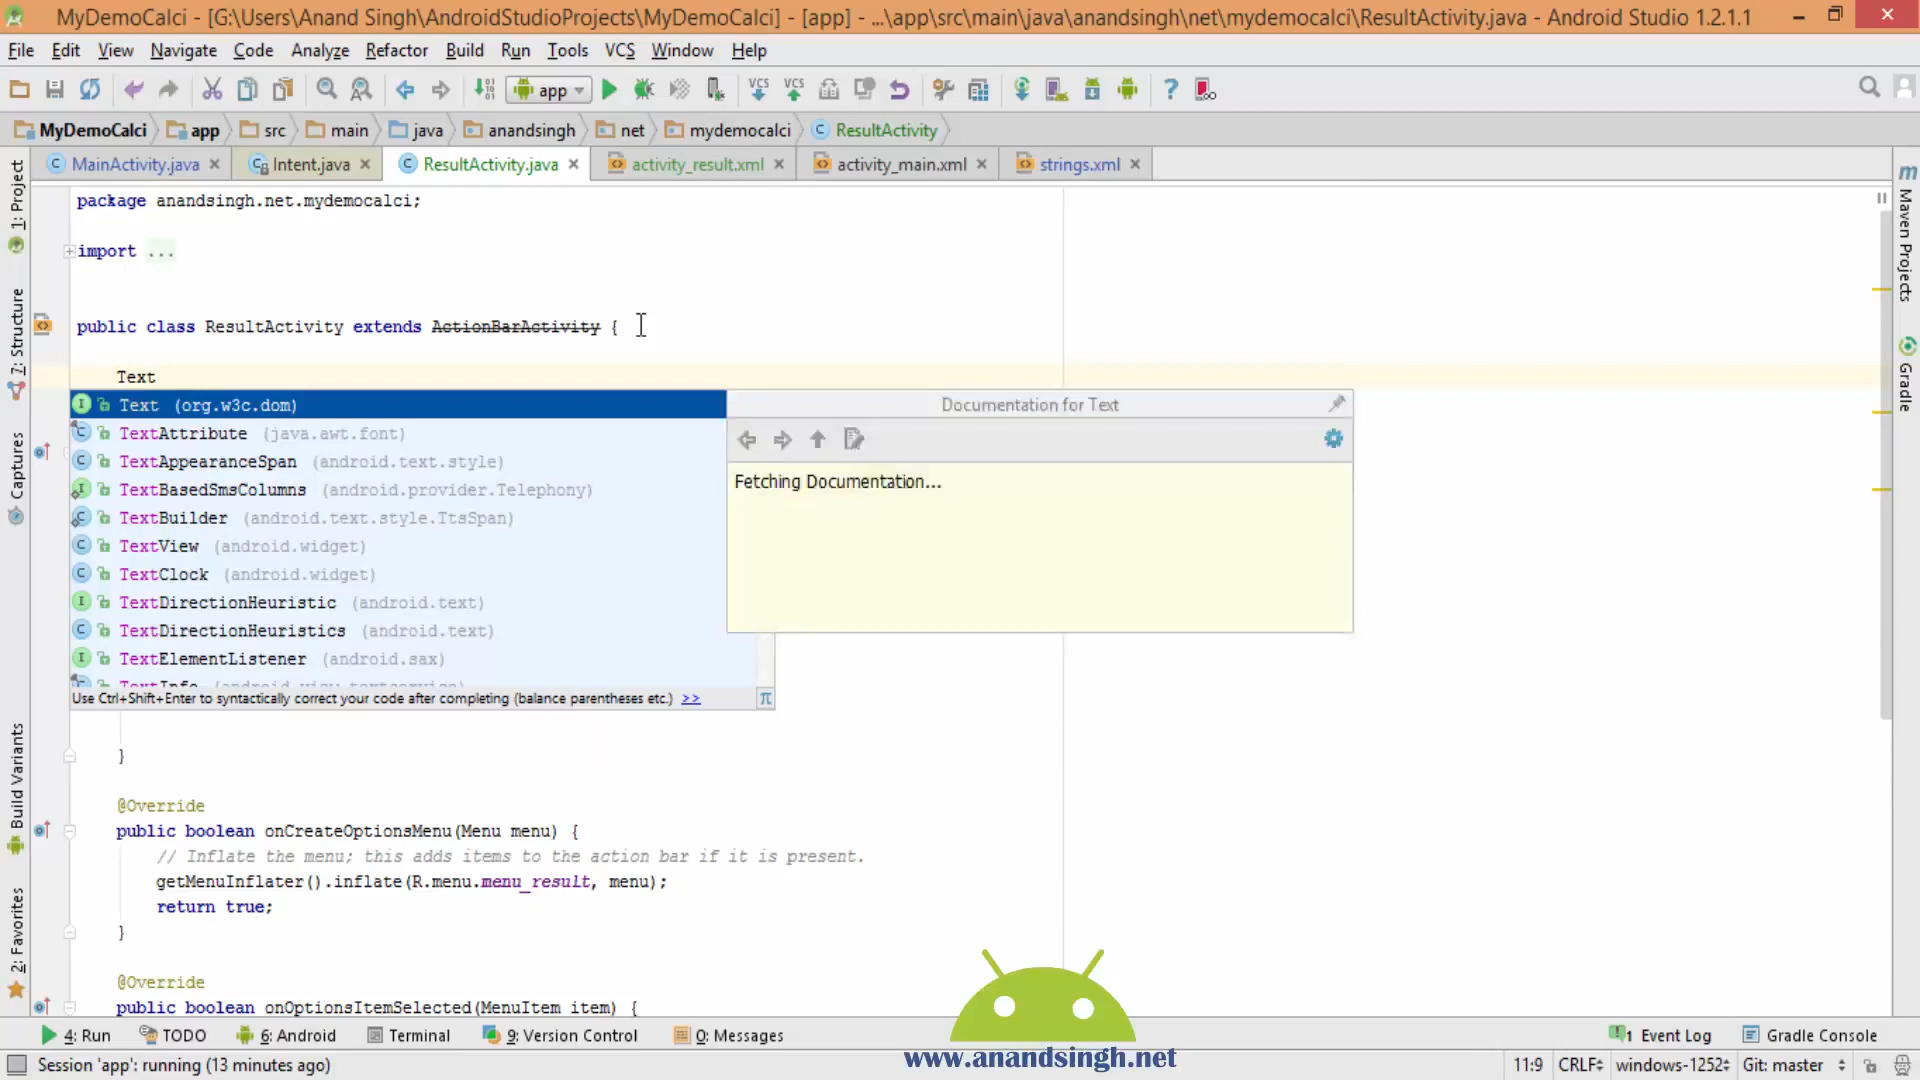 MyDemoCalci - [G:\Users\Anand Singh\AndroidStudioProjects\MyDemoCalci] - [app] - ...\app\src\main\java\anandsingh\net\mydemocalci\ResultActivity.java - Android Studio 1.2.1.1
File Edit View Navigate Code Analyze Refactor Build Run Tools VCS Window Help
app
VCS VCS
MyDemoCalci app src main java anandsingh net mydemocalci ResultActivity
MainActivity.java Intent.java ResultActivity.java activity_result.xml activity_main.xml strings.xml
1: Project
7: Structure
Captures
Build Variants
2: Favorites
package anandsingh.net.mydemocalci;
import ...
public class ResultActivity extends ActionBarActivity {
Text
Text (org.w3c.dom)
TextAttribute (java.awt.font)
TextAppearanceSpan (android.text.style)
TextBasedSmsColumns (android.provider.Telephony)
TextBuilder (android.text.style.TtsSpan)
TextView (android.widget)
TextClock (android.widget)
TextDirectionHeuristic (android.text)
TextDirectionHeuristics (android.text)
TextElementListener (android.sax)
TextInfo (android.view.textservice)
Use Ctrl+Shift+Enter to syntactically correct your code after completing (balance parentheses etc.) >> π
Documentation for Text
Fetching Documentation...
}
@Override
public boolean onCreateOptionsMenu(Menu menu) {
// Inflate the menu; this adds items to the action bar if it is present.
getMenuInflater().inflate(R.menu.menu_result, menu);
return true;
}
@Override
public boolean onOptionsItemSelected(MenuItem item) {
m
Maven Projects
Gradle
4: Run TODO 6: Android Terminal 9: Version Control 0: Messages 1 Event Log Gradle Console
Session 'app': running (13 minutes ago) 11:9 CRLF windows-1252 Git: master
www.anandsingh.net